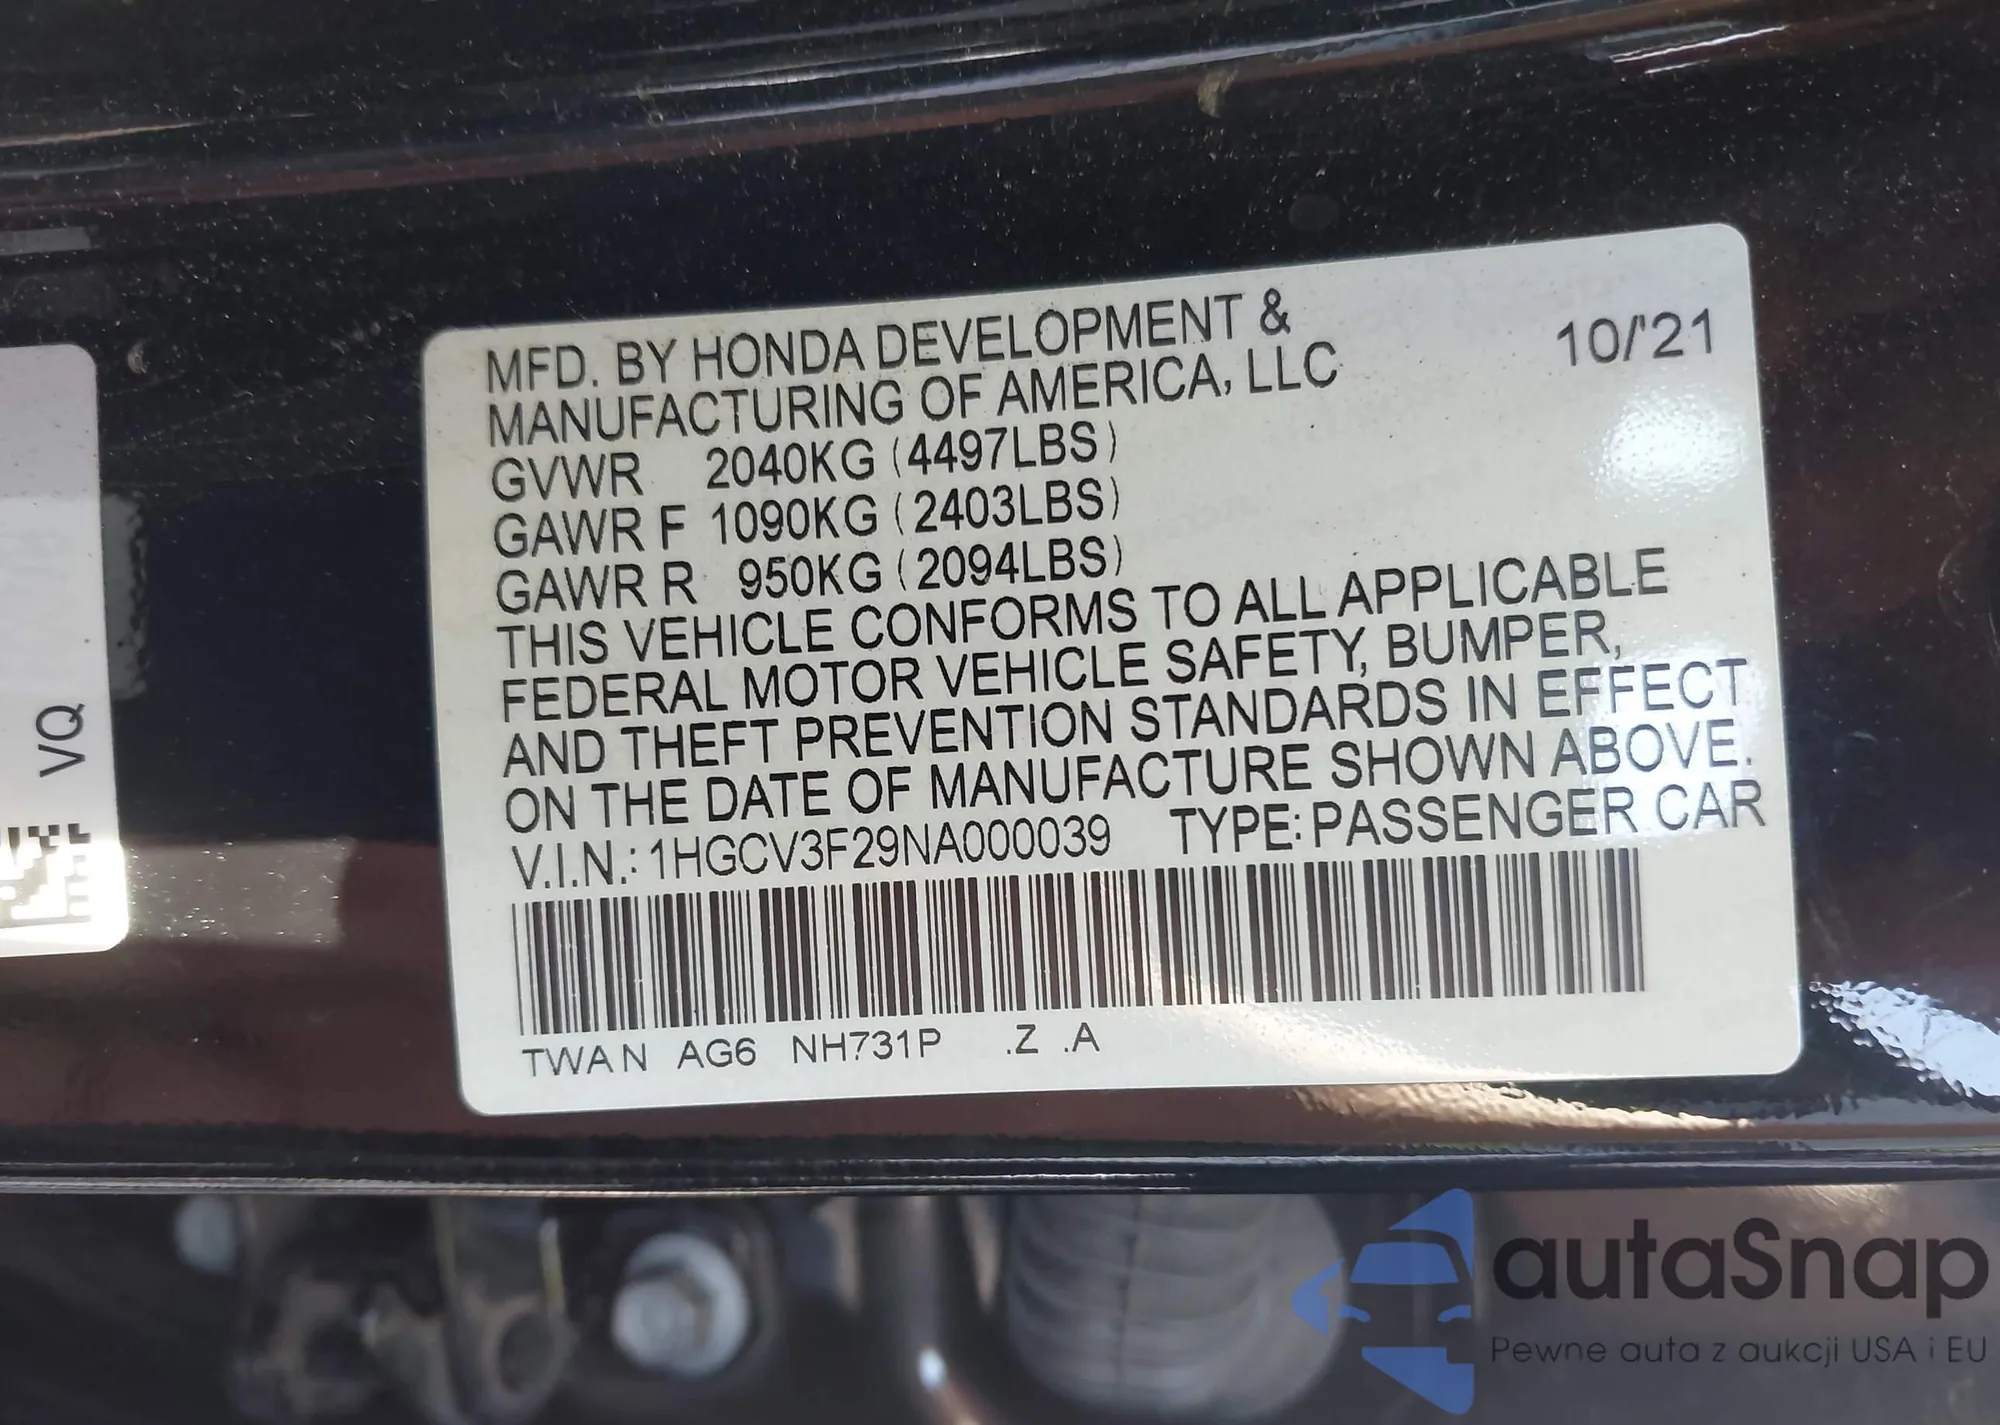 MFD. BY HONDA DEVELOPMENT &
MANUFACTURING OF AMERICA, LLC
10/'21
GVWR 2040KG (4497LBS)
GAWR F 1090KG (2403LBS)
GAWR R 950KG (2094LBS)
THIS VEHICLE CONFORMS TO ALL APPLICABLE
FEDERAL MOTOR VEHICLE SAFETY, BUMPER,
AND THEFT PREVENTION STANDARDS IN EFFECT
ON THE DATE OF MANUFACTURE SHOWN ABOVE.
V.I.N.: 1HGCV3F29NA000039 TYPE: PASSENGER CAR
TWAN AG6 NH731P .Z .A
VQ
autaSnap
Pewne auta z aukcji USA i EU